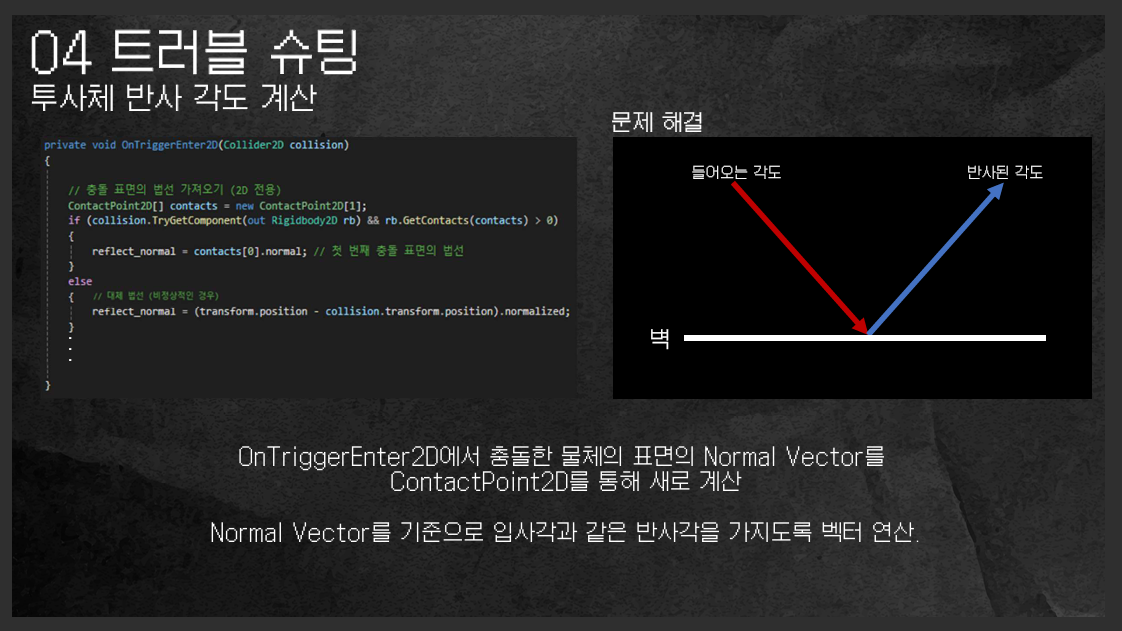 04 트러블 슈팅
투사체 반사 각도 계산
private void OnTriggerEnter2D(Collider2D collision)
{
// 충돌 표면의 법선 가져오기 (2D 전용)
ContactPoint2D[] contacts = new ContactPoint2D[1];
if (collision.TryGetComponent(out Rigidbody2D rb) && rb.GetContacts(contacts) > 0)
{
reflect_normal = contacts[0].normal; // 첫 번째 충돌 표면의 법선
}
else
{ // 대체 법선 (비정상적인 경우)
reflect_normal = (transform.position - collision.transform.position).normalized;
}
.
.
.
}
문제 해결
들어오는 각도
반사된 각도
벽
OnTriggerEnter2D에서 충돌한 물체의 표면의 Normal Vector를
ContactPoint2D를 통해 새로 계산
Normal Vector를 기준으로 입사각과 같은 반사각을 가지도록 벡터 연산.